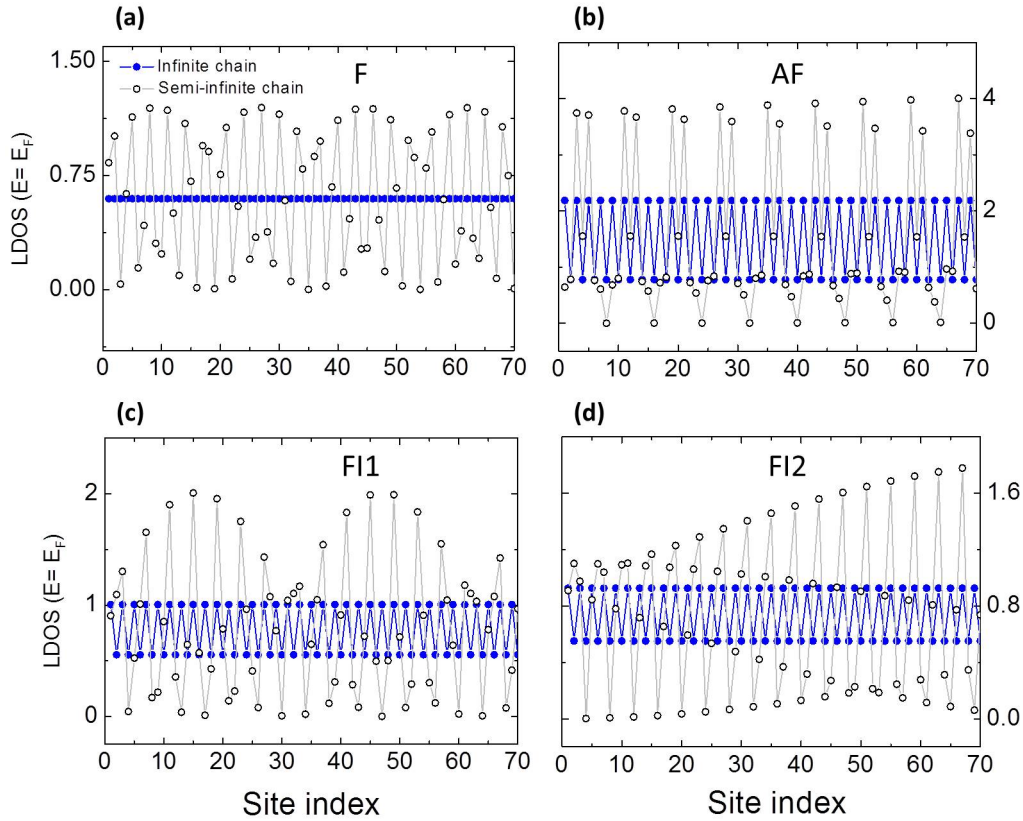 (a)
(b)
1.50
0.75
0.00
LDOS (E= E_F)
Infinite chain
Semi-infinite chain
F
AF
4
2
0
0 10 20 30 40 50 60 70
0 10 20 30 40 50 60 70
(c)
(d)
2
1
0
LDOS (E= E_F)
FI1
FI2
1.6
0.8
0.0
0 10 20 30 40 50 60 70
0 10 20 30 40 50 60 70
Site index
Site index